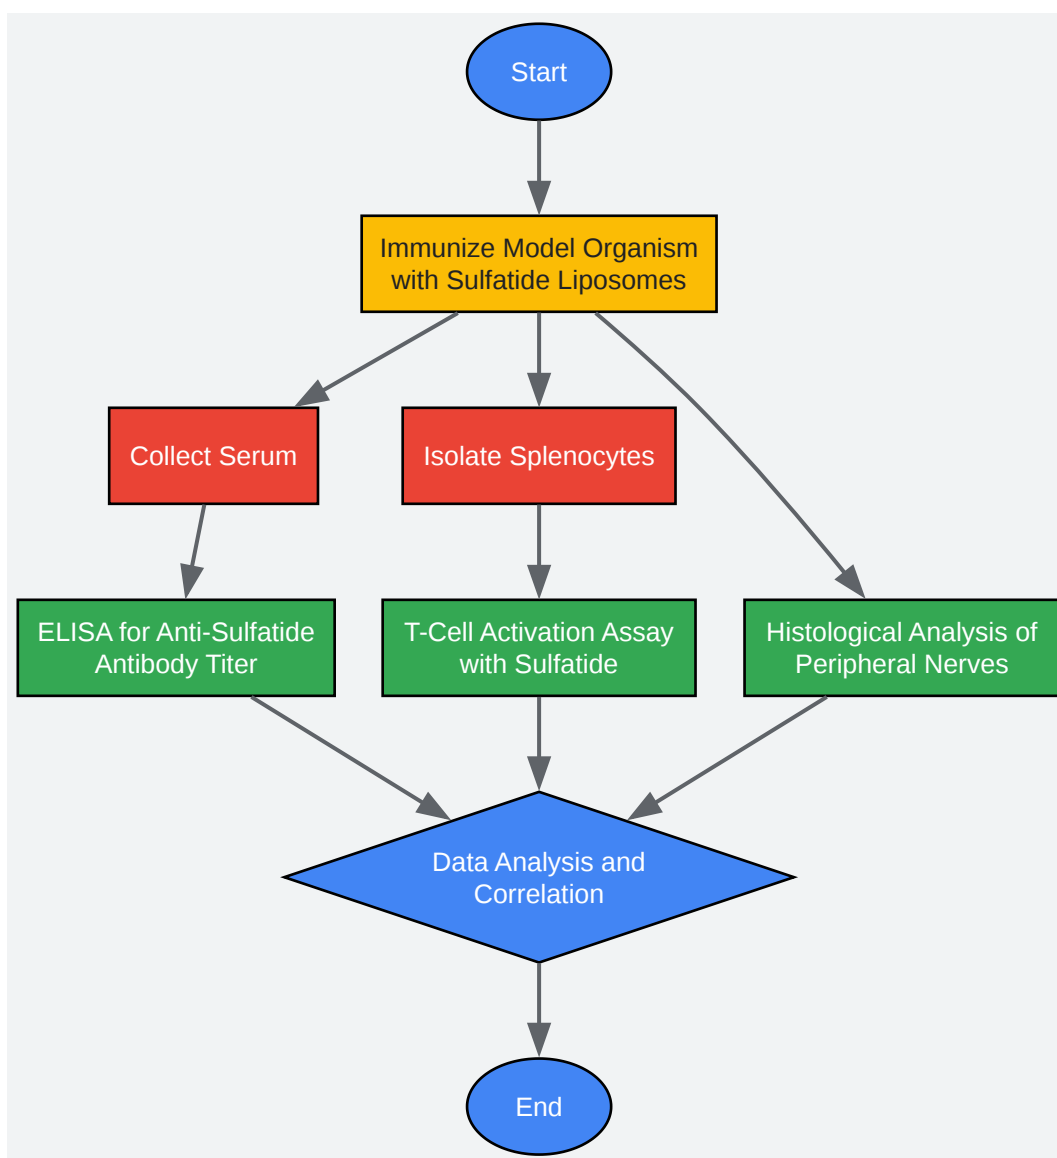 Start
Immunize Model Organism
with Sulfatide Liposomes
Collect Serum
Isolate Splenocytes
ELISA for Anti-Sulfatide
Antibody Titer
T-Cell Activation Assay
with Sulfatide
Histological Analysis of
Peripheral Nerves
Data Analysis and
Correlation
End